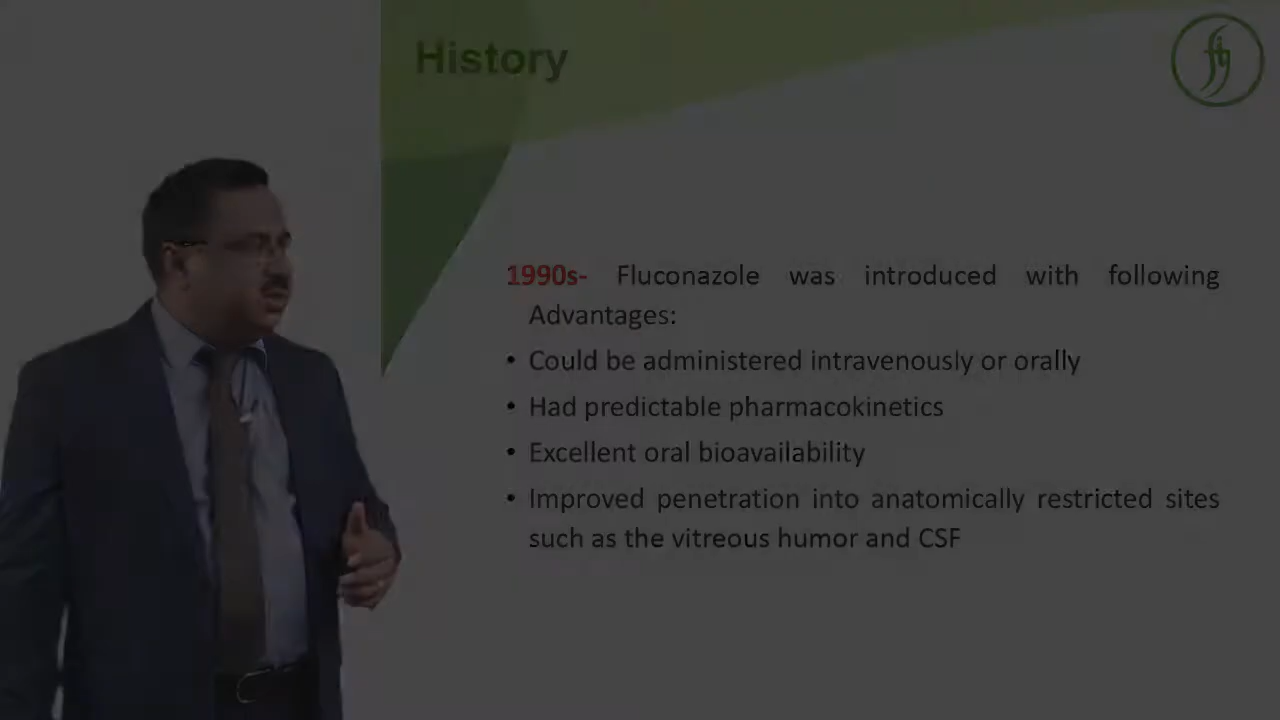 History
1990s- Fluconazole was introduced with following
Advantages:
• Could be administered intravenously or orally
• Had predictable pharmacokinetics
• Excellent oral bioavailability
• Improved penetration into anatomically restricted sites
such as the vitreous humor and CSF